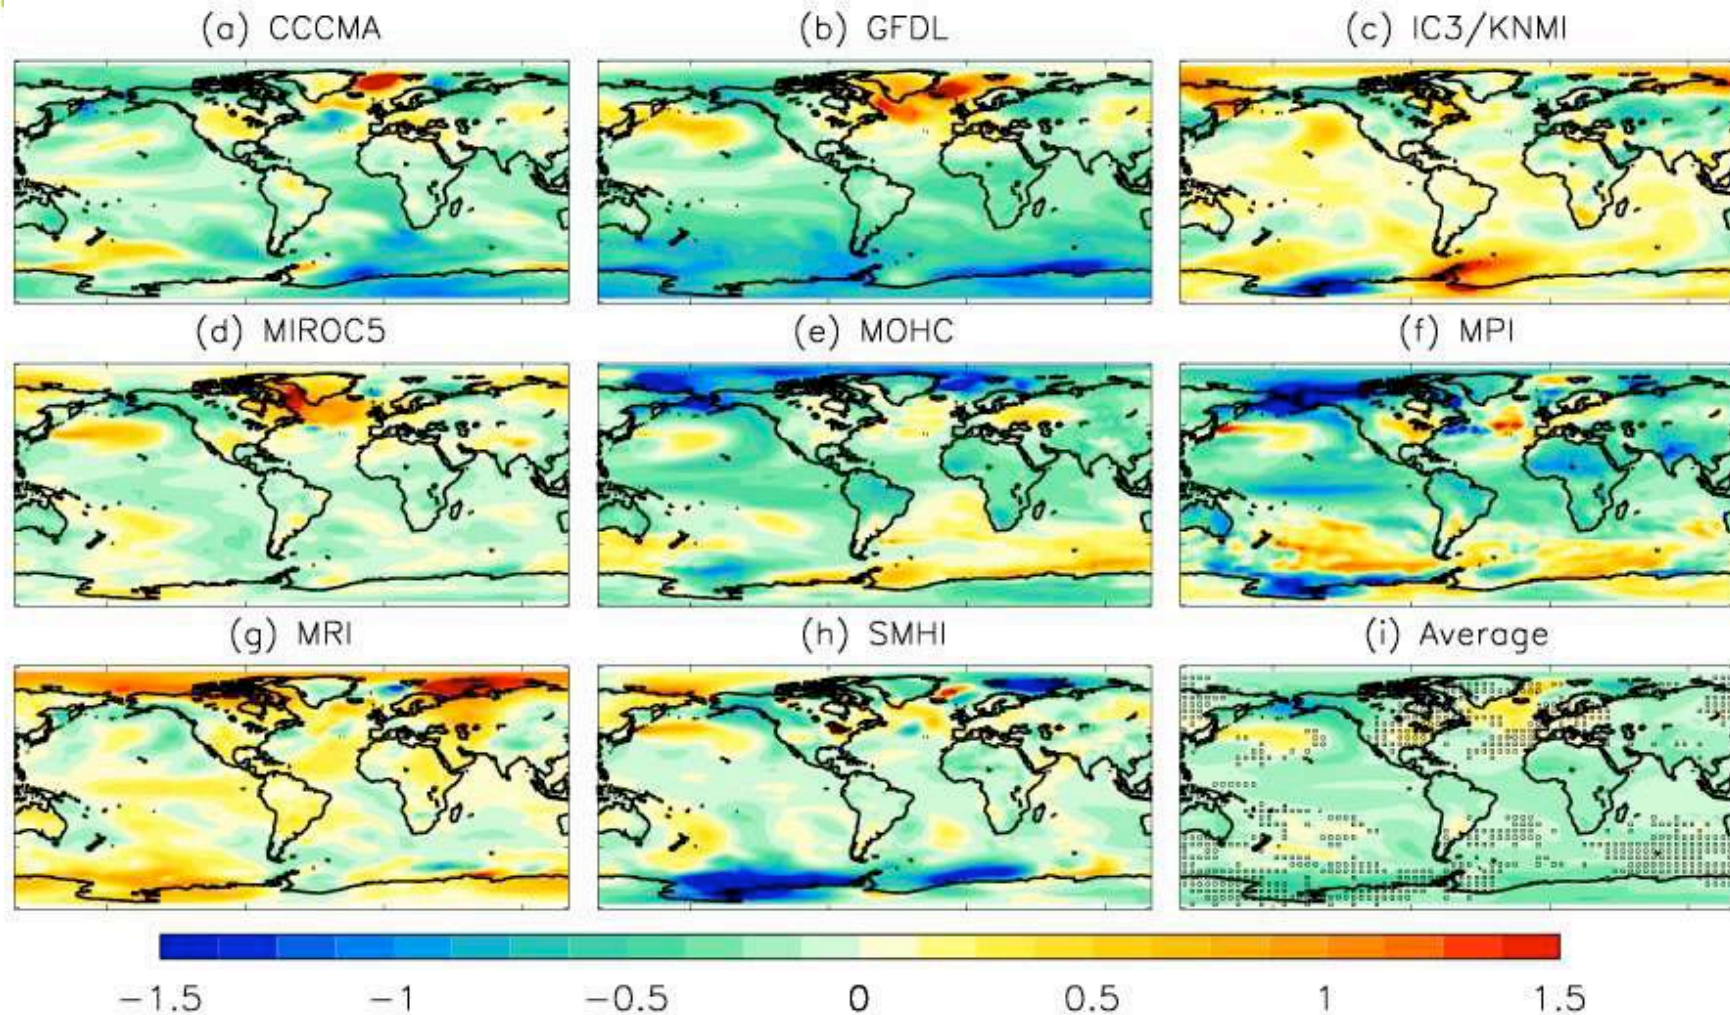 (a) CCCMA
(b) GFDL
(c) IC3/KNMI
(d) MIROC5
(e) MOHC
(f) MPI
(g) MRI
(h) SMHI
(i) Average
−1.5 −1 −0.5 0 0.5 1 1.5